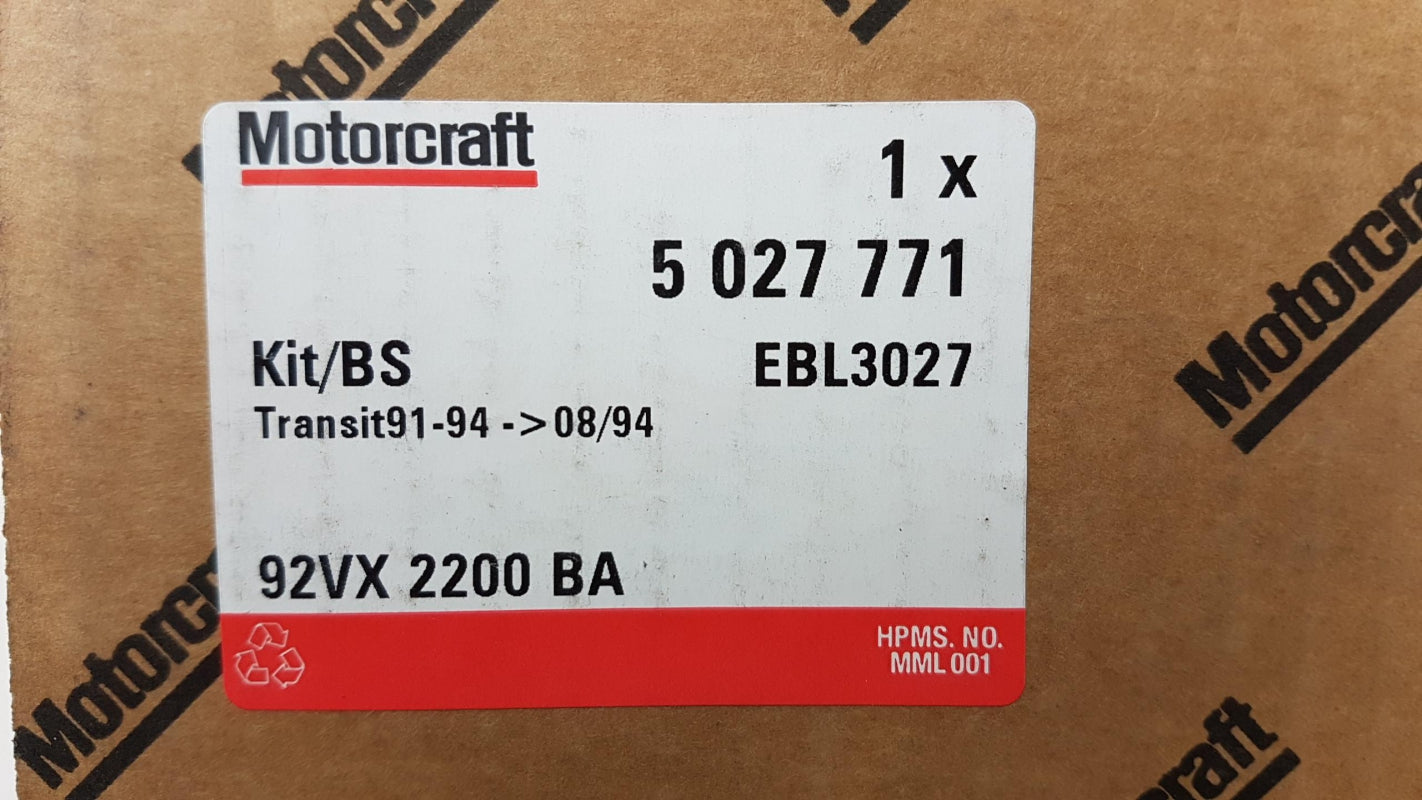 Motorcraft
Motorcraft
1 x
5 027 771
Kit/BS EBL3027
Transit91-94 ->08/94
92VX 2200 BA
HPMS. NO.
MML 001
Motorcraft
Motorcraft